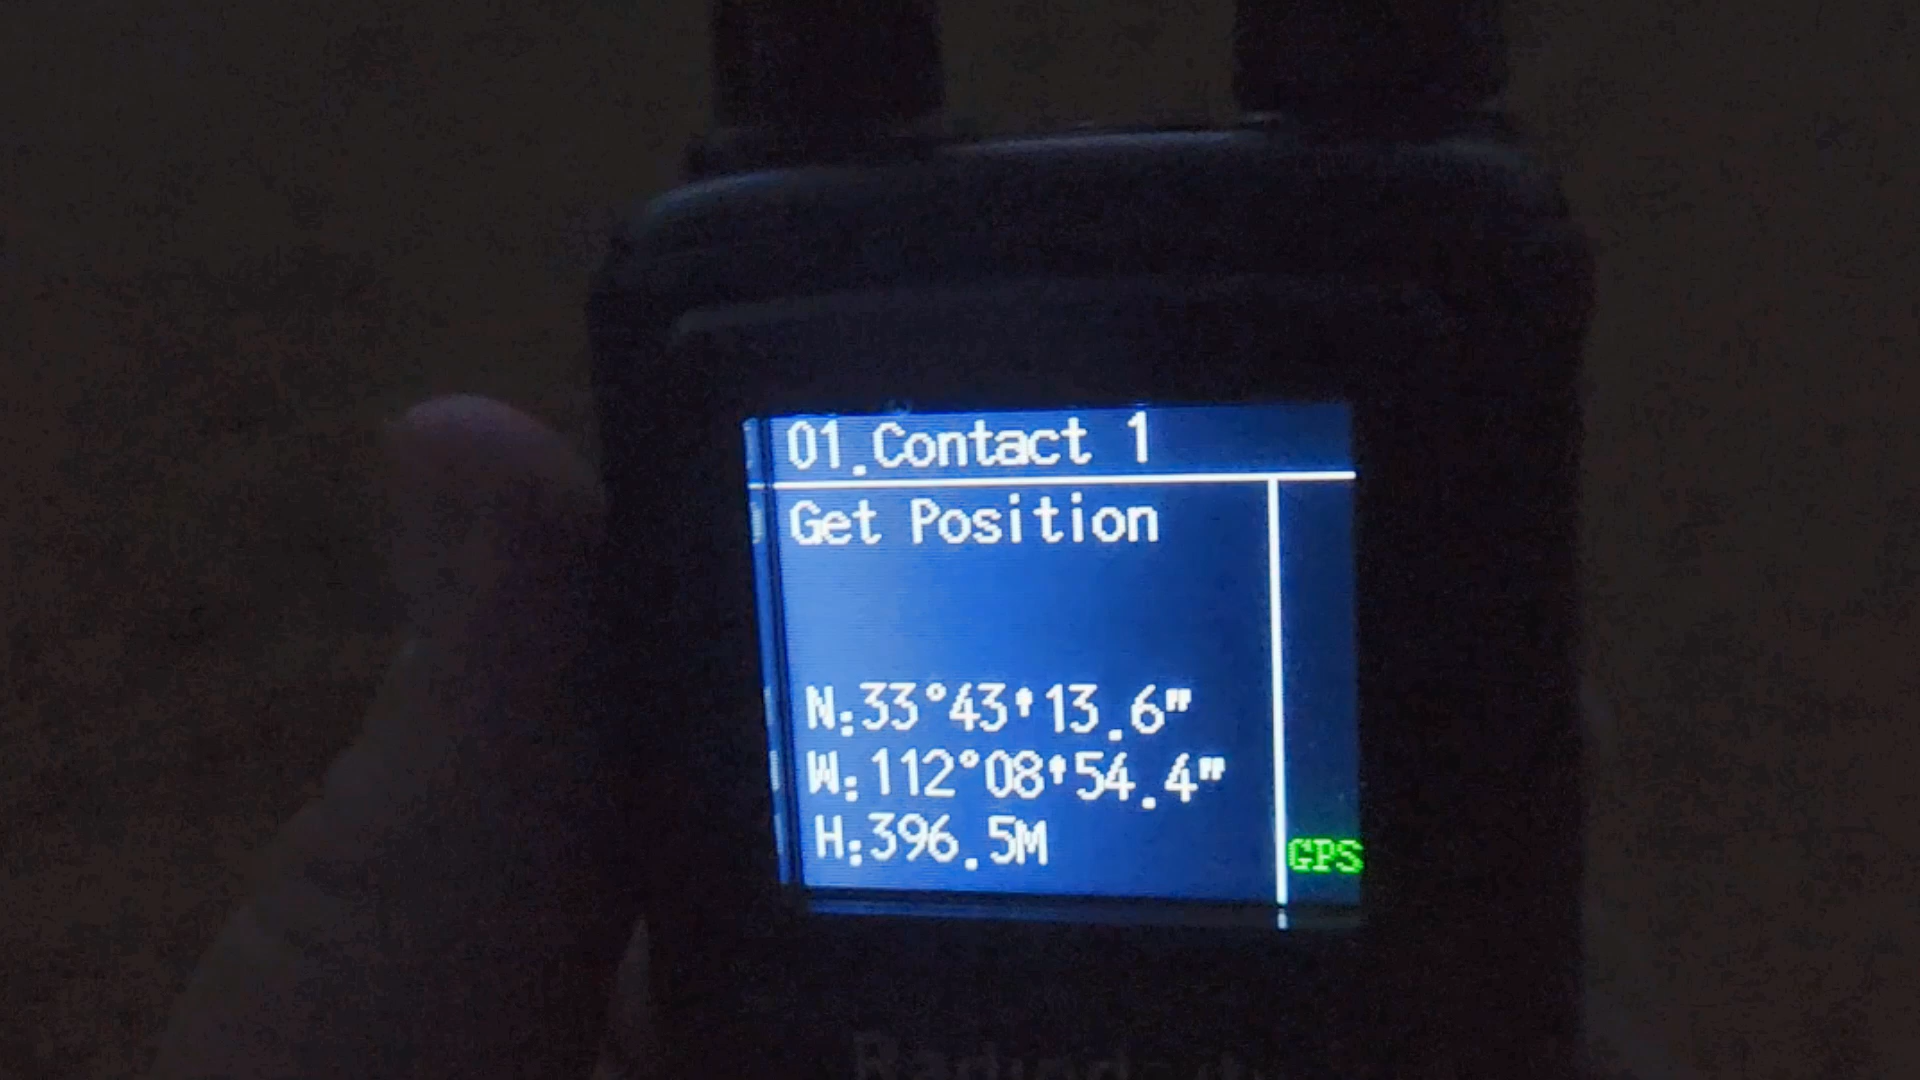 01.Contact 1
Get Position
N:33°43'13.6"
W:112°08'54.4"
H:396.5M
GPS